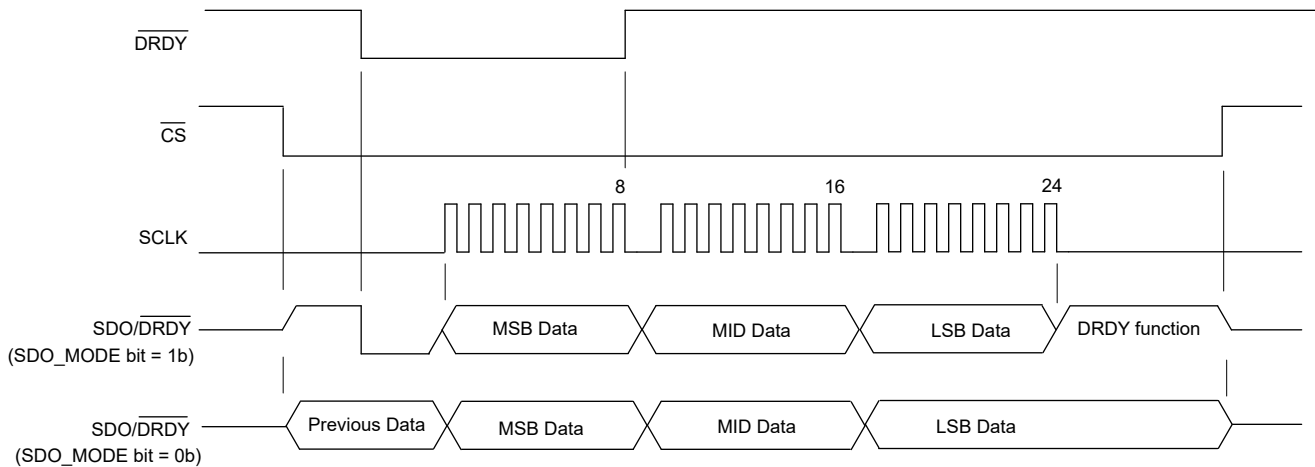 DRDY
CS
8 16 24
SCLK
SDO/DRDY
(SDO_MODE bit = 1b)
MSB Data MID Data LSB Data DRDY function
SDO/DRDY
(SDO_MODE bit = 0b)
Previous Data MSB Data MID Data LSB Data